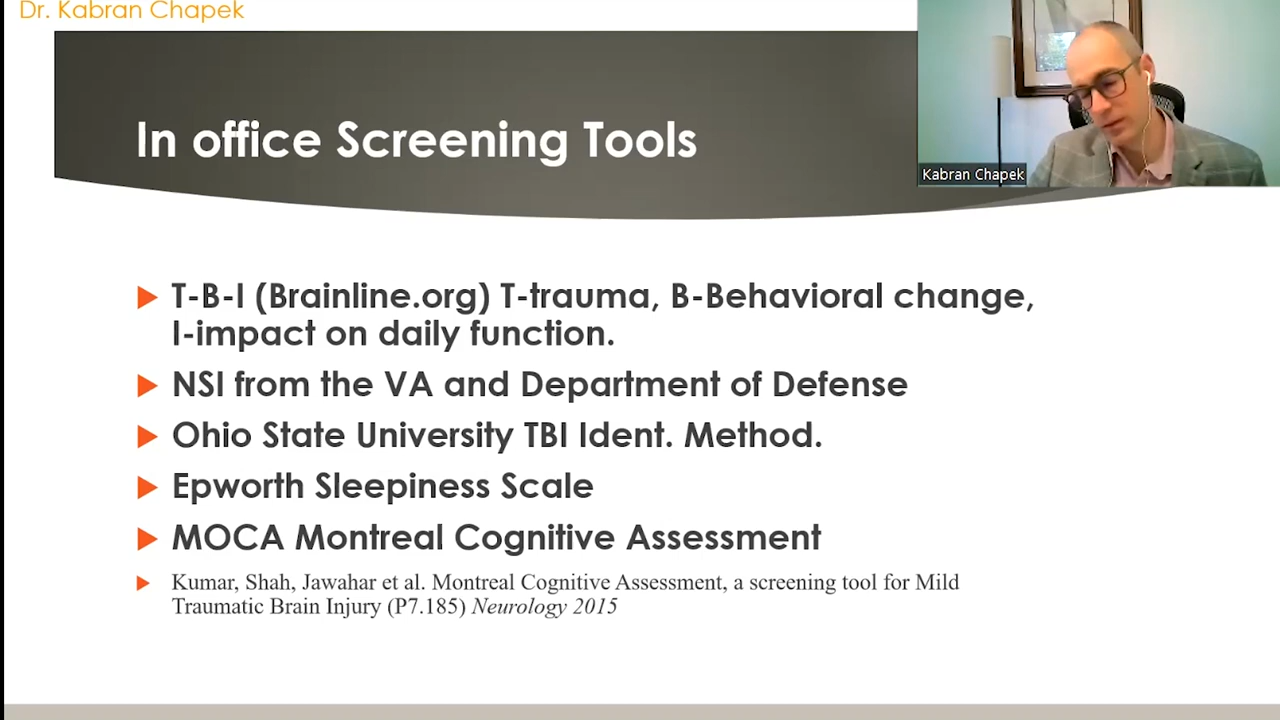 Dr. Kabran Chapek
In office Screening Tools
Kabran Chapek
T-B-I (Brainline.org) T-trauma, B-Behavioral change,
I-impact on daily function.
NSI from the VA and Department of Defense
Ohio State University TBI Ident. Method.
Epworth Sleepiness Scale
MOCA Montreal Cognitive Assessment
Kumar, Shah, Jawahar et al. Montreal Cognitive Assessment, a screening tool for Mild
Traumatic Brain Injury (P7.185) Neurology 2015